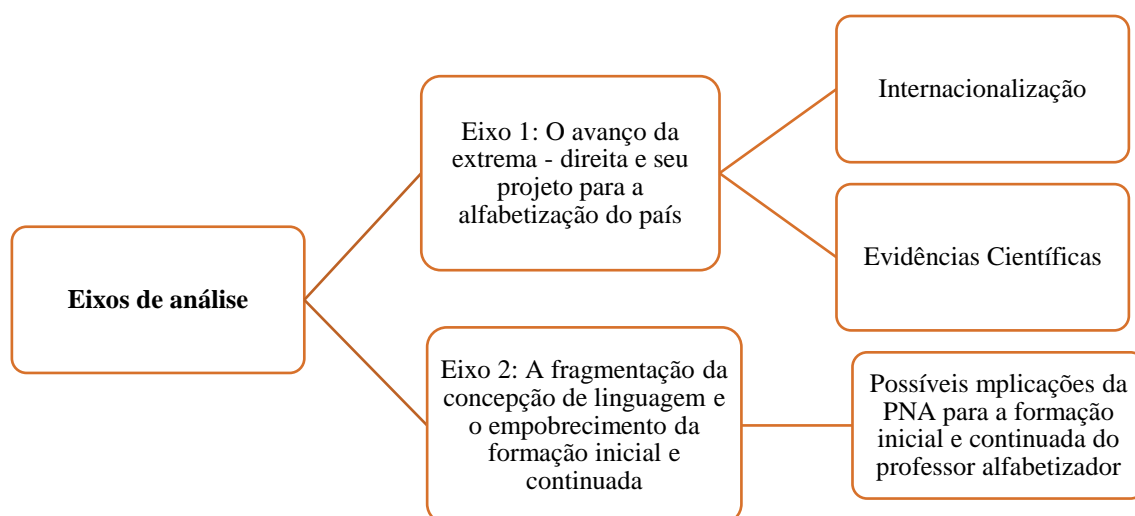 Eixos de análise
Eixo 1: O avanço da
extrema - direita e seu
projeto para a
alfabetização do país
Internacionalização
Evidências Científicas
Eixo 2: A fragmentação da
concepção de linguagem e
o empobrecimento da
formação inicial e
continuada
Possíveis mplicações da
PNA para a formação
inicial e continuada do
professor alfabetizador